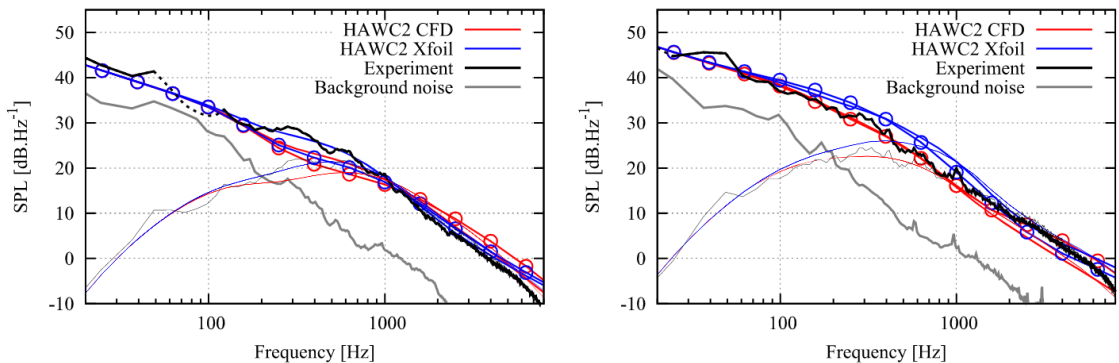 HAWC2 CFD
HAWC2 Xfoil
Experiment
Background noise
SPL [dB.Hz-1]
50
40
30
20
10
0
-10
100
1000
Frequency [Hz]
HAWC2 CFD
HAWC2 Xfoil
Experiment
Background noise
SPL [dB.Hz-1]
50
40
30
20
10
0
-10
100
1000
Frequency [Hz]